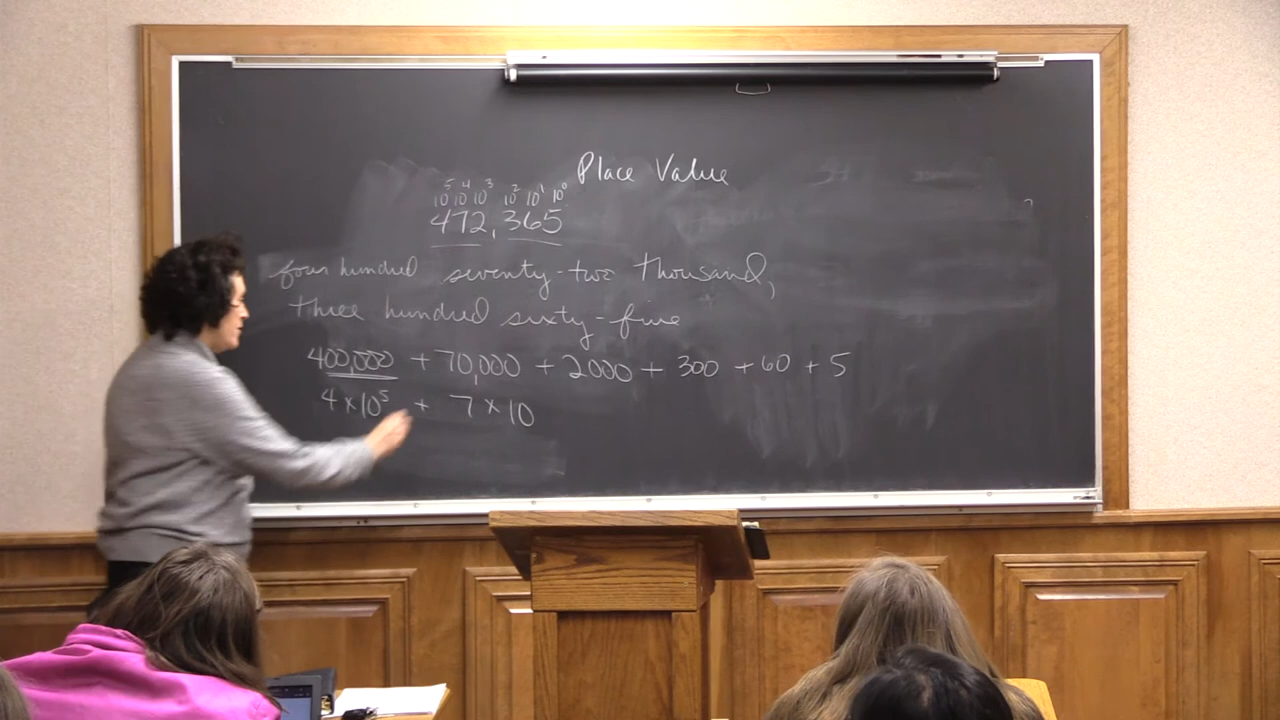 Place Value
10⁵ 10⁴ 10³ 10² 10¹ 10⁰
472,365
four hundred seventy-two thousand,
three hundred sixty-five
400,000 + 70,000 + 2000 + 300 + 60 + 5
4 × 10⁵ + 7 × 10